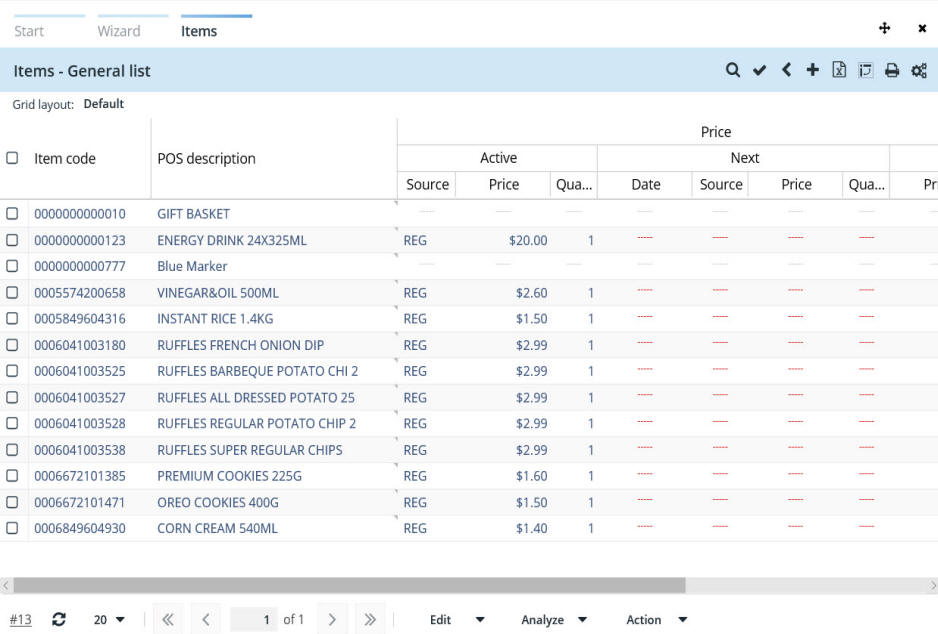 Start Wizard Items
Items - General list
Grid layout: Default
Price
Item code POS description Active Next
Source Price Qua... Date Source Price Qua... Pr
0000000000010 GIFT BASKET ----- ----- ----- ----- ----- ----- -----
0000000000123 ENERGY DRINK 24X325ML REG $20.00 1 ----- ----- ----- -----
0000000000777 Blue Marker ----- ----- ----- ----- ----- ----- -----
0005574200658 VINEGAR&OIL 500ML REG $2.60 1 ----- ----- ----- -----
0005849604316 INSTANT RICE 1.4KG REG $1.50 1 ----- ----- ----- -----
0006041003180 RUFFLES FRENCH ONION DIP REG $2.99 1 ----- ----- ----- -----
0006041003525 RUFFLES BARBEQUE POTATO CHI 2 REG $2.99 1 ----- ----- ----- -----
0006041003527 RUFFLES ALL DRESSED POTATO 25 REG $2.99 1 ----- ----- ----- -----
0006041003528 RUFFLES REGULAR POTATO CHIP 2 REG $2.99 1 ----- ----- ----- -----
0006041003538 RUFFLES SUPER REGULAR CHIPS REG $2.99 1 ----- ----- ----- -----
0006672101385 PREMIUM COOKIES 225G REG $1.60 1 ----- ----- ----- -----
0006672101471 OREO COOKIES 400G REG $1.50 1 ----- ----- ----- -----
0006849604930 CORN CREAM 540ML REG $1.40 1 ----- ----- ----- -----
#13 20 1 of 1 Edit Analyze Action